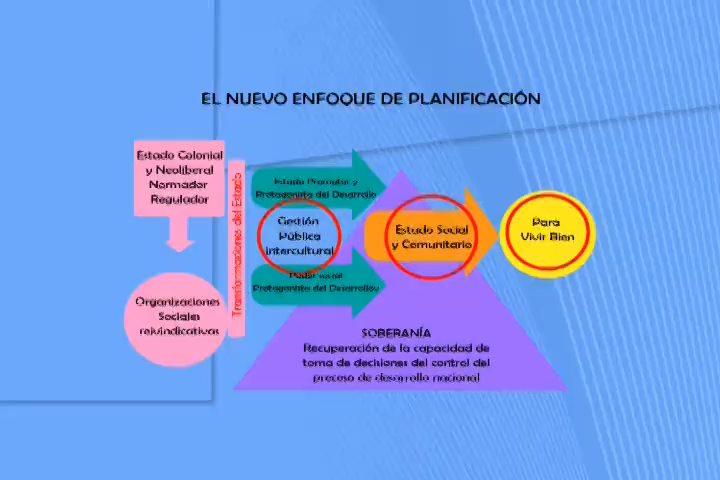 EL NUEVO ENFOQUE DE PLANIFICACIÓN
Estado Colonial
y Neoliberal
Normador
Regulador
Organizaciones
Sociales
reivindicativas
Transformaciones del Estado
Estado Promotor y
Protagonista del Desarrollo
Gestión
Pública
intercultural
Poder social
Protagonista del Desarrollo
Estado Social
y Comunitario
Para
Vivir Bien
SOBERANÍA
Recuperación de la capacidad de
toma de decisiones del control del
proceso de desarrollo nacional